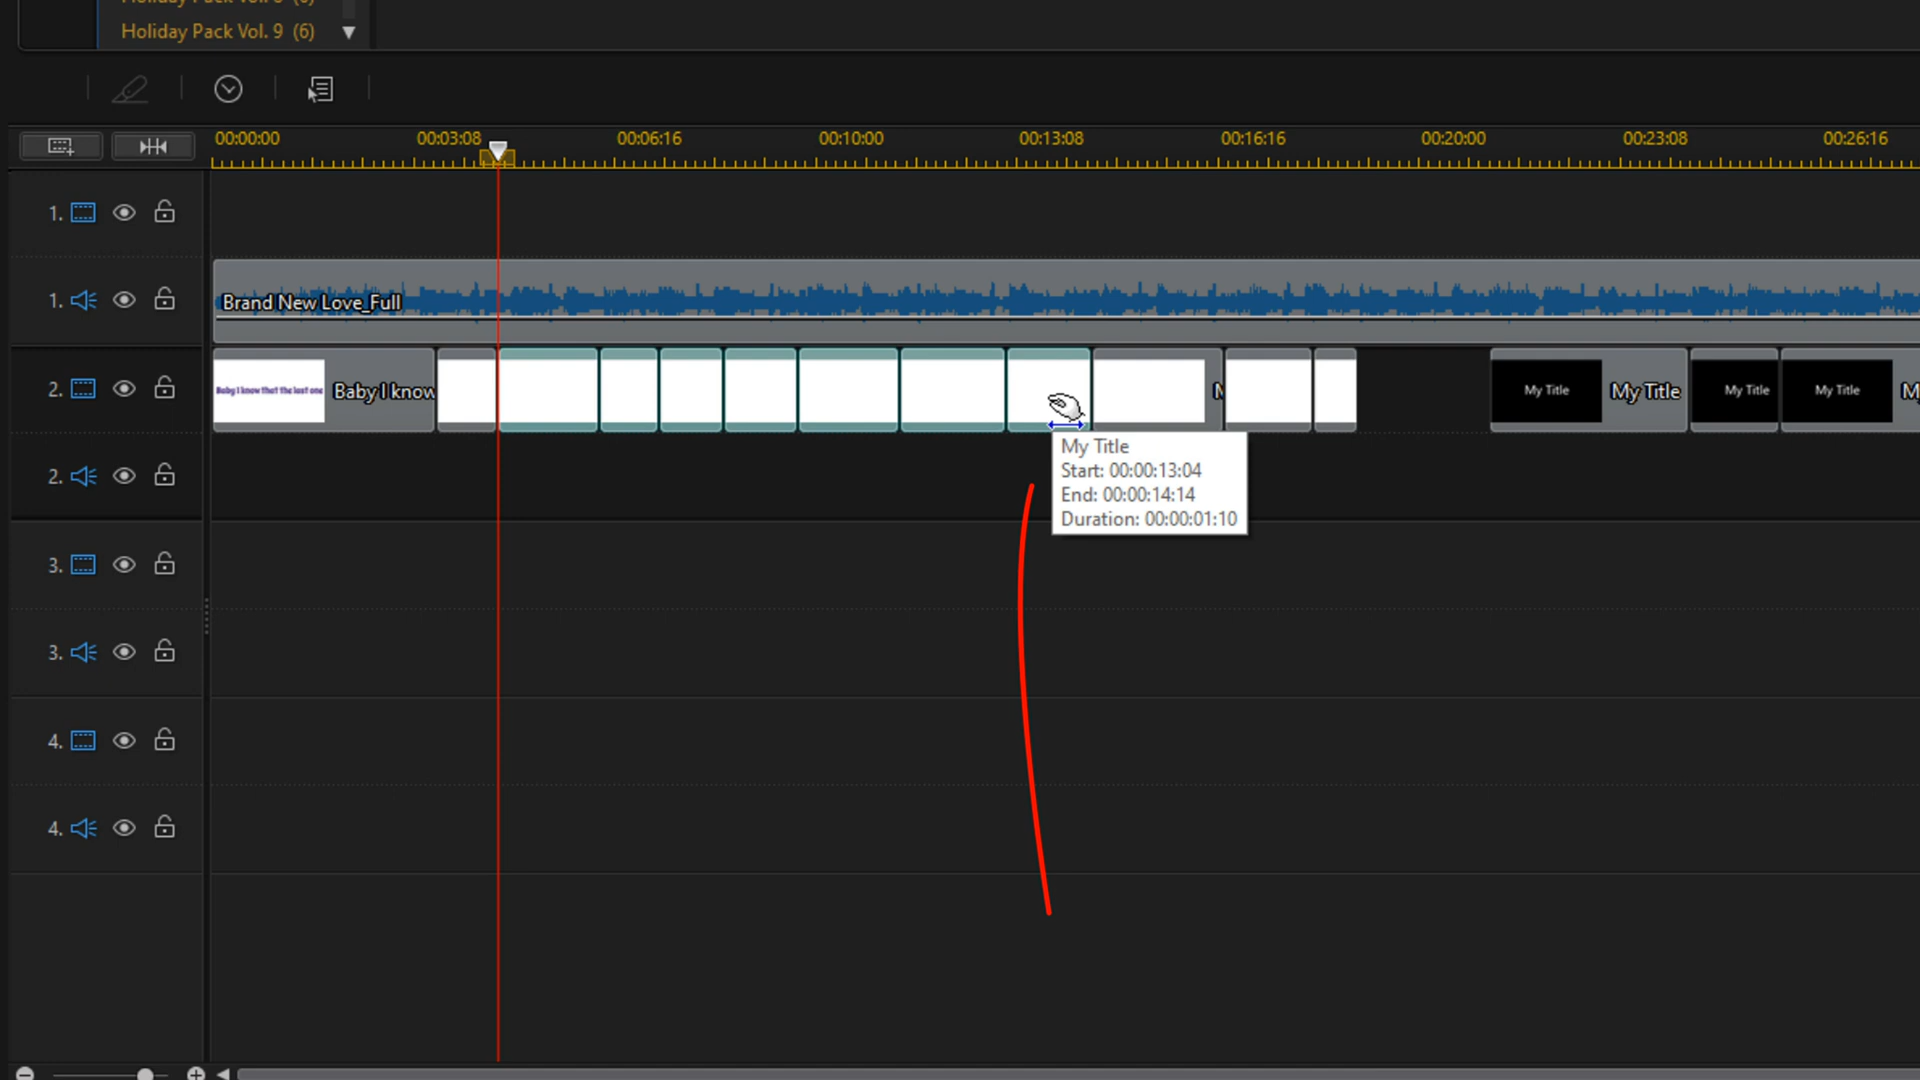 Holiday Pack Vol. 9 (6)
00:00:00 00:03:08 00:06:16 00:10:00 00:13:08 00:16:16 00:20:00 00:23:08 00:26:16
1.
1.
Brand New Love_Full
2.
Baby I know that the last one
Baby I know
My Title
My Title
My Title
My Title
M
2.
My Title
Start: 00:00:13:04
End: 00:00:14:14
Duration: 00:00:01:10
3.
3.
4.
4.